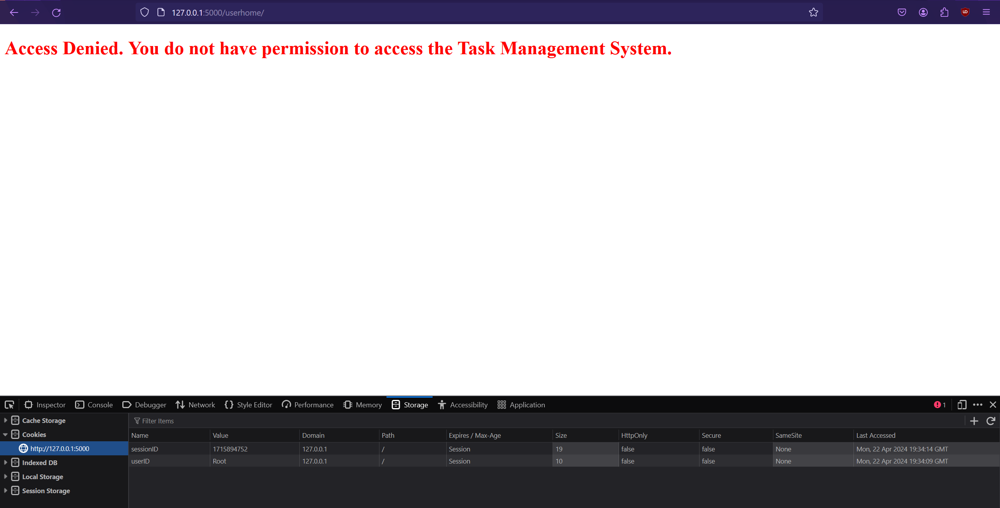 127.0.0.1:5000/userhome/
Access Denied. You do not have permission to access the Task Management System.
Inspector Console Debugger Network Style Editor Performance Memory Storage Accessibility Application 1
Cache Storage
Cookies
http://127.0.0.1:5000
Indexed DB
Local Storage
Session Storage
Filter Items
Name Value Domain Path Expires / Max-Age Size HttpOnly Secure SameSite Last Accessed
sessionID 1715894752 127.0.0.1 / Session 19 false false None Mon, 22 Apr 2024 19:34:14 GMT
userID Root 127.0.0.1 / Session 10 false false None Mon, 22 Apr 2024 19:34:09 GMT